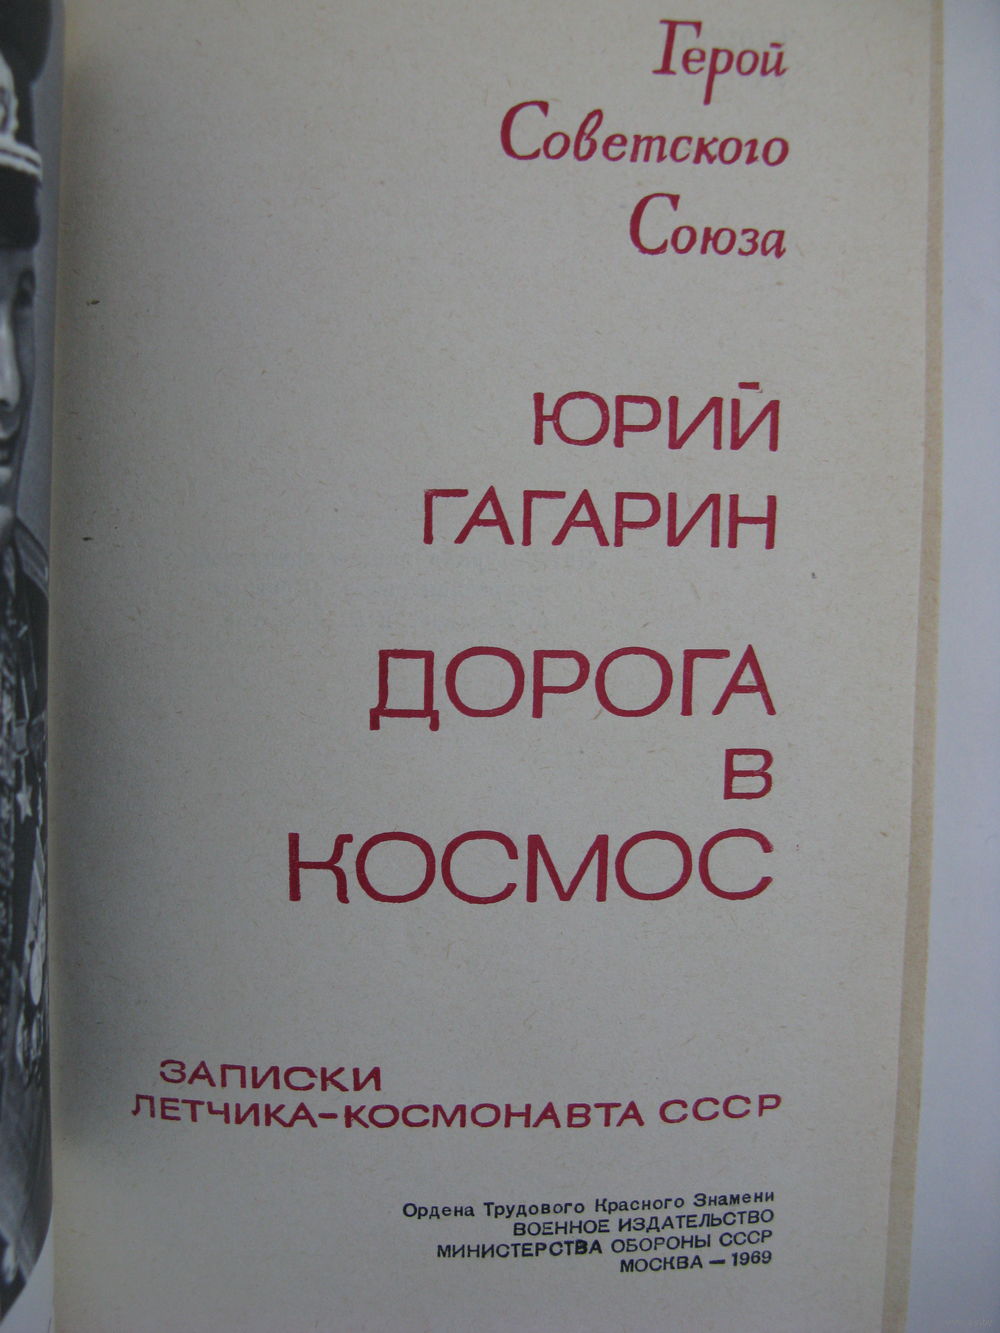 Герой
Советского
Союза
ЮРИЙ
ГАГАРИН
ДОРОГА
В
КОСМОС
ЗАПИСКИ
ЛЕТЧИКА-КОСМОНАВТА СССР
Ордена Трудового Красного Знамени
ВОЕННОЕ ИЗДАТЕЛЬСТВО
МИНИСТЕРСТВА ОБОРОНЫ СССР
МОСКВА — 1969